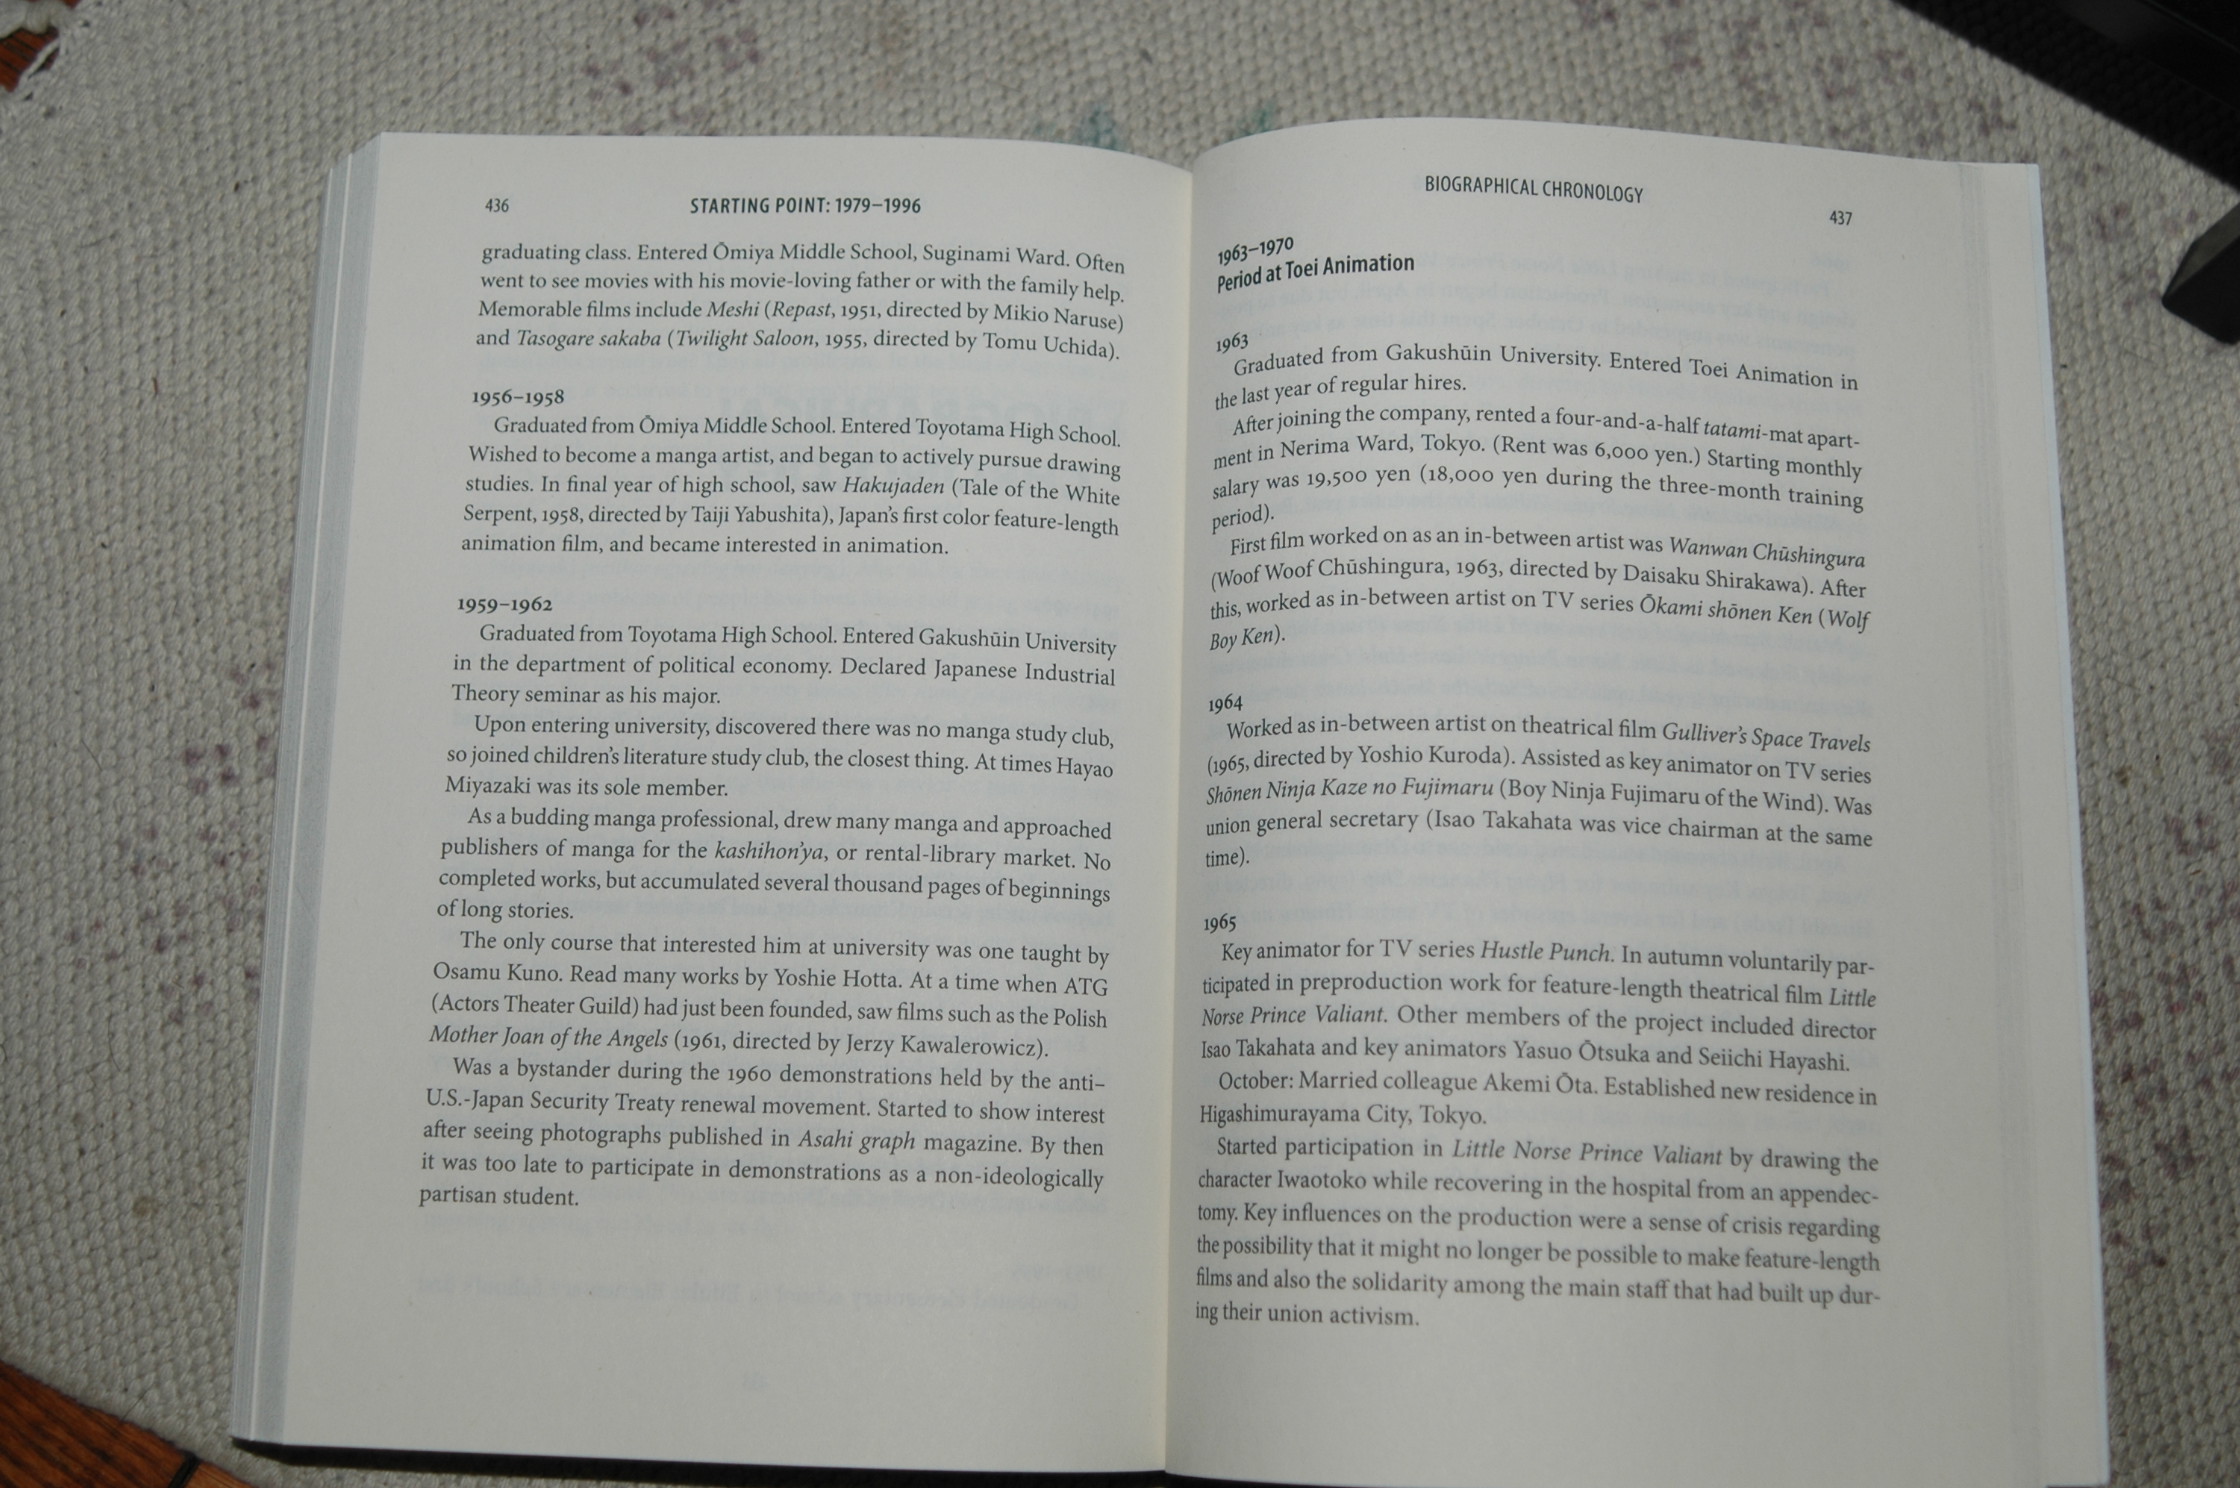 436
STARTING POINT: 1979–1996
graduating class. Entered Ōmiya Middle School, Suginami Ward. Often
went to see movies with his movie-loving father or with the family help.
Memorable films include Meshi (Repast, 1951, directed by Mikio Naruse)
and Tasogare sakaba (Twilight Saloon, 1955, directed by Tomu Uchida).
1956–1958
Graduated from Ōmiya Middle School. Entered Toyotama High School.
Wished to become a manga artist, and began to actively pursue drawing
studies. In final year of high school, saw Hakujaden (Tale of the White
Serpent, 1958, directed by Taiji Yabushita), Japan's first color feature-length
animation film, and became interested in animation.
1959–1962
Graduated from Toyotama High School. Entered Gakushūin University
in the department of political economy. Declared Japanese Industrial
Theory seminar as his major.
Upon entering university, discovered there was no manga study club,
so joined children's literature study club, the closest thing. At times Hayao
Miyazaki was its sole member.
As a budding manga professional, drew many manga and approached
publishers of manga for the kashihon'ya, or rental-library market. No
completed works, but accumulated several thousand pages of beginnings
of long stories.
The only course that interested him at university was one taught by
Osamu Kuno. Read many works by Yoshie Hotta. At a time when ATG
(Actors Theater Guild) had just been founded, saw films such as the Polish
Mother Joan of the Angels (1961, directed by Jerzy Kawalerowicz).
Was a bystander during the 1960 demonstrations held by the anti–
U.S.-Japan Security Treaty renewal movement. Started to show interest
after seeing photographs published in Asahi graph magazine. By then
it was too late to participate in demonstrations as a non-ideologically
partisan student.
BIOGRAPHICAL CHRONOLOGY
437
1963–1970
Period at Toei Animation
1963
Graduated from Gakushūin University. Entered Toei Animation in
the last year of regular hires.
After joining the company, rented a four-and-a-half tatami-mat apart-
ment in Nerima Ward, Tokyo. (Rent was 6,000 yen.) Starting monthly
salary was 19,500 yen (18,000 yen during the three-month training
period).
First film worked on as an in-between artist was Wanwan Chūshingura
(Woof Woof Chūshingura, 1963, directed by Daisaku Shirakawa). After
this, worked as in-between artist on TV series Ōkami shōnen Ken (Wolf
Boy Ken).
1964
Worked as in-between artist on theatrical film Gulliver's Space Travels
(1965, directed by Yoshio Kuroda). Assisted as key animator on TV series
Shōnen Ninja Kaze no Fujimaru (Boy Ninja Fujimaru of the Wind). Was
union general secretary (Isao Takahata was vice chairman at the same
time).
1965
Key animator for TV series Hustle Punch. In autumn voluntarily par-
ticipated in preproduction work for feature-length theatrical film Little
Norse Prince Valiant. Other members of the project included director
Isao Takahata and key animators Yasuo Ōtsuka and Seiichi Hayashi.
October: Married colleague Akemi Ōta. Established new residence in
Higashimurayama City, Tokyo.
Started participation in Little Norse Prince Valiant by drawing the
character Iwaotoko while recovering in the hospital from an appendec-
tomy. Key influences on the production were a sense of crisis regarding
the possibility that it might no longer be possible to make feature-length
films and also the solidarity among the main staff that had built up dur-
ing their union activism.